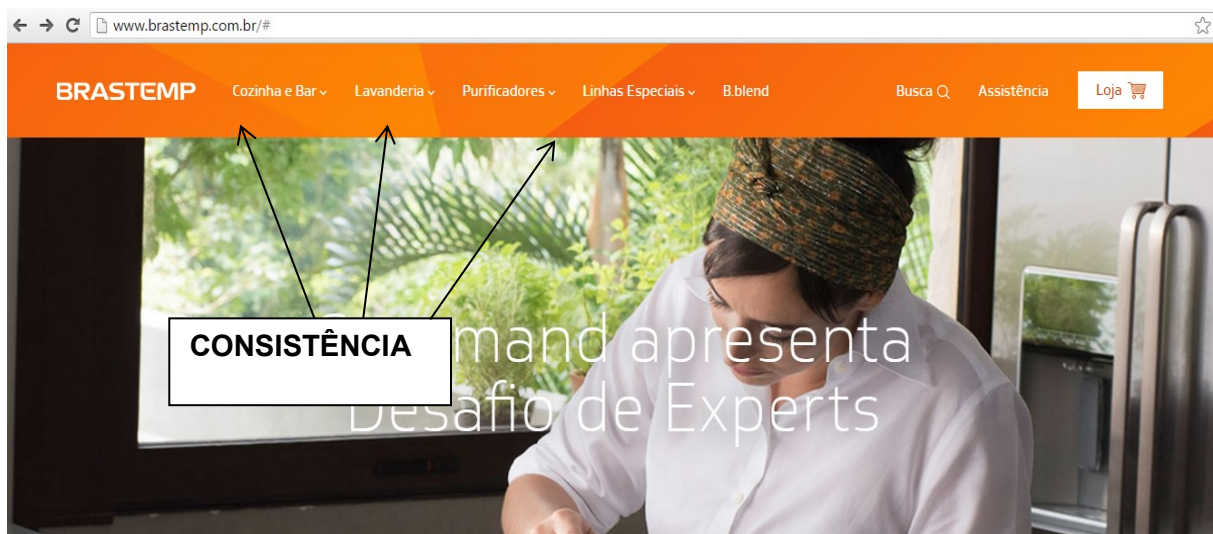 www.brastemp.com.br/#
BRASTEMP Cozinha e Bar Lavanderia Purificadores Linhas Especiais B.blend Busca Assistência Loja
CONSISTÊNCIA
mand apresenta
Desafio de Experts